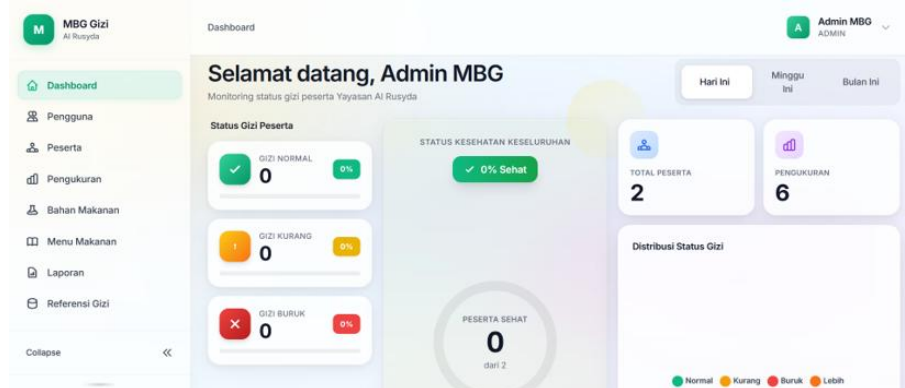 M
MBG Gizi
Al Rusyda
Dashboard
Pengguna
Peserta
Pengukuran
Bahan Makanan
Menu Makanan
Laporan
Referensi Gizi
Collapse
Dashboard
A
Admin MBG
ADMIN
Selamat datang, Admin MBG
Monitoring status gizi peserta Yayasan Al Rusyda
Hari Ini
Minggu
Ini
Bulan Ini
Status Gizi Peserta
GIZI NORMAL
0
0%
GIZI KURANG
0
0%
GIZI BURUK
0
0%
STATUS KESEHATAN KESELURUHAN
✓ 0% Sehat
PESERTA SEHAT
0
dari 2
TOTAL PESERTA
2
PENGUKURAN
6
Distribusi Status Gizi
Normal
Kurang
Buruk
Lebih